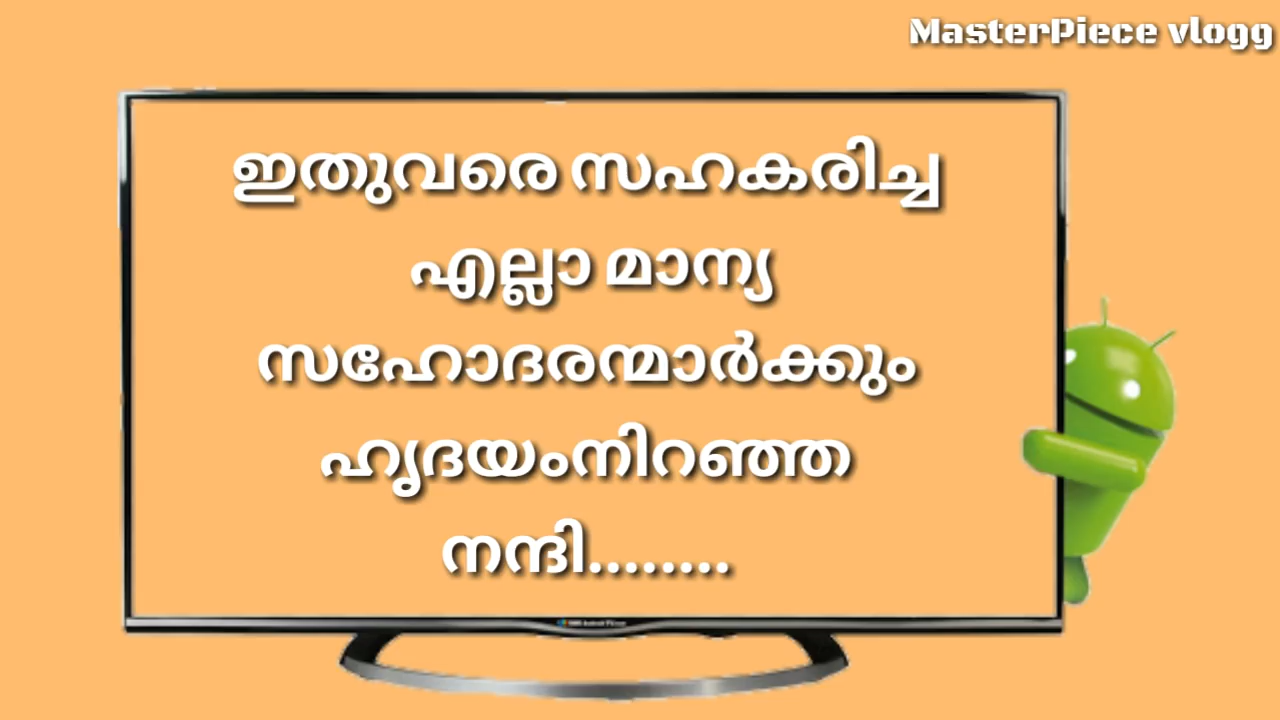 MasterPiece vlogg
ഇതുവരെ സഹകരിച്ച
എല്ലാ മാന്യ
സഹോദരന്മാർക്കും
ഹൃദയംനിറഞ്ഞ
നന്ദി........